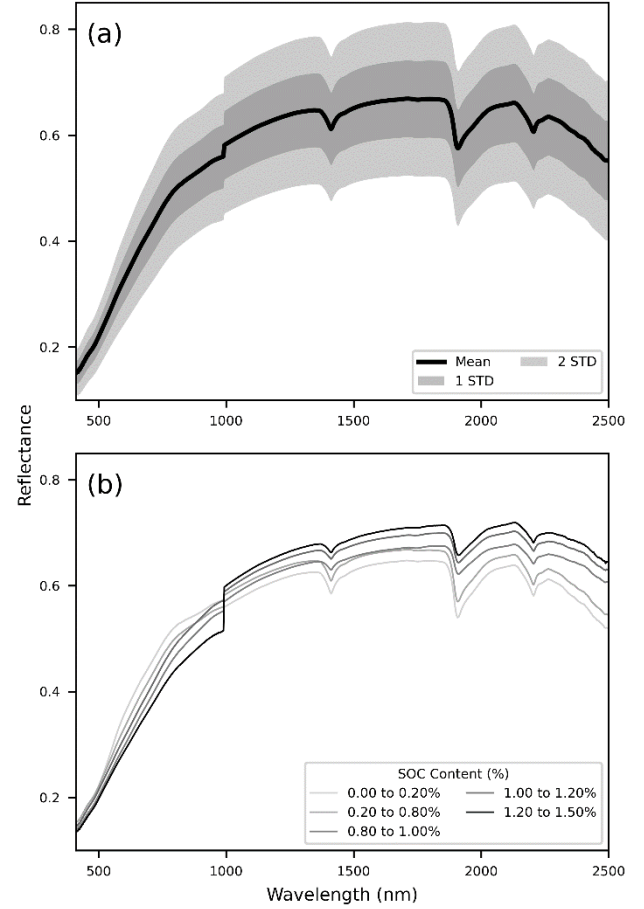 (a)
0.8
0.6
0.4
0.2
Mean
1 STD
2 STD
500
1000
1500
2000
2500
Reflectance
(b)
0.8
0.6
0.4
0.2
SOC Content (%)
0.00 to 0.20%
0.20 to 0.80%
0.80 to 1.00%
1.00 to 1.20%
1.20 to 1.50%
500
1000
1500
2000
2500
Wavelength (nm)